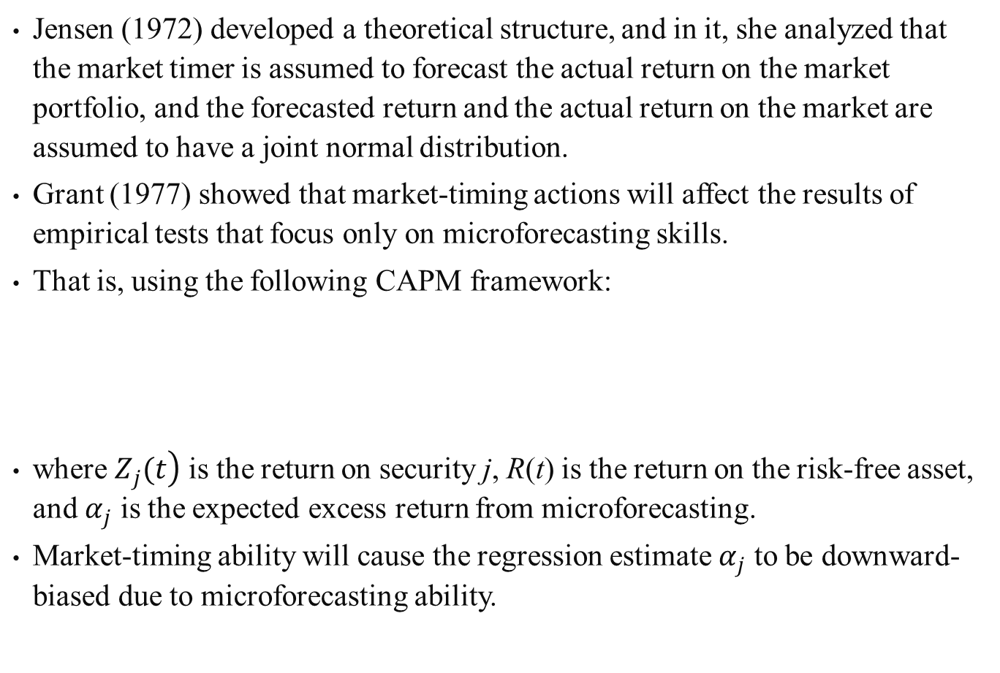 • Jensen (1972) developed a theoretical structure, and in it, she analyzed that
the market timer is assumed to forecast the actual return on the market
portfolio, and the forecasted return and the actual return on the market are
assumed to have a joint normal distribution.
• Grant (1977) showed that market-timing actions will affect the results of
empirical tests that focus only on microforecasting skills.
• That is, using the following CAPM framework:
• where Z_j(t) is the return on security j, R(t) is the return on the risk-free asset,
and α_j is the expected excess return from microforecasting.
• Market-timing ability will cause the regression estimate α_j to be downward-
biased due to microforecasting ability.